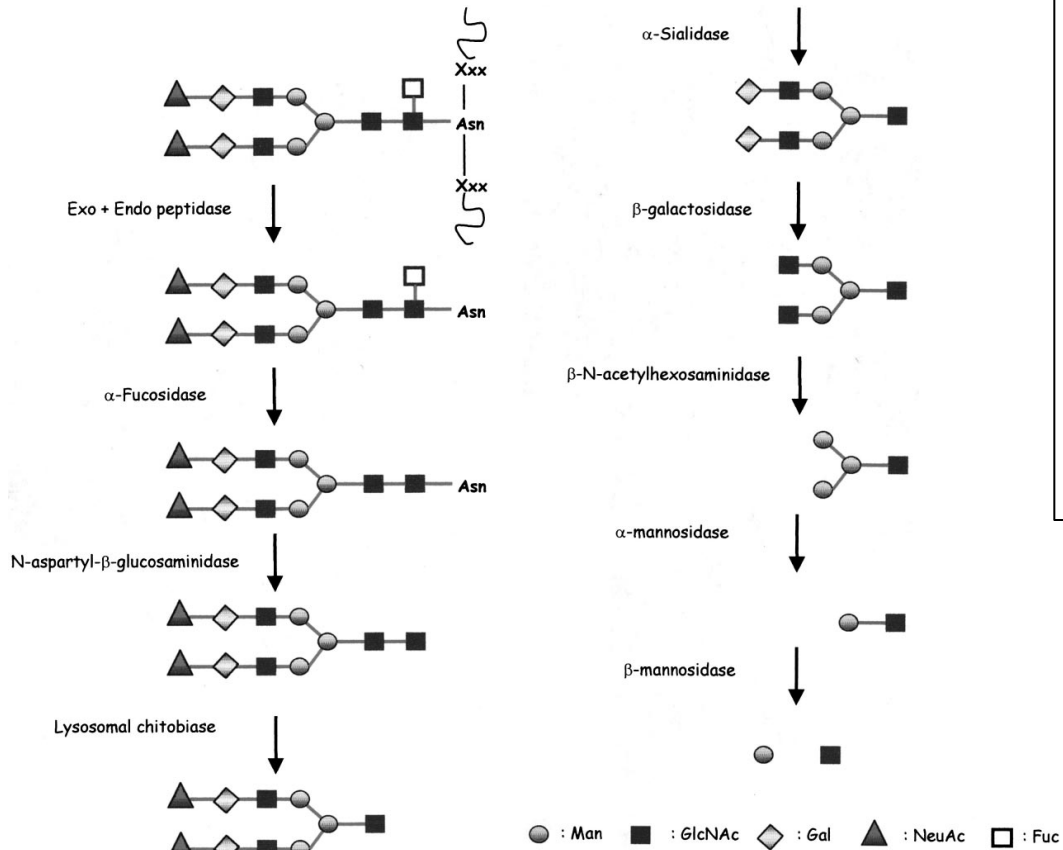 Xxx
Asn
Xxx
Exo + Endo peptidase
Asn
α-Fucosidase
Asn
N-aspartyl-β-glucosaminidase
Lysosomal chitobiase
α-Sialidase
β-galactosidase
β-N-acetylhexosaminidase
α-mannosidase
β-mannosidase
: Man : GlcNAc : Gal : NeuAc : Fuc